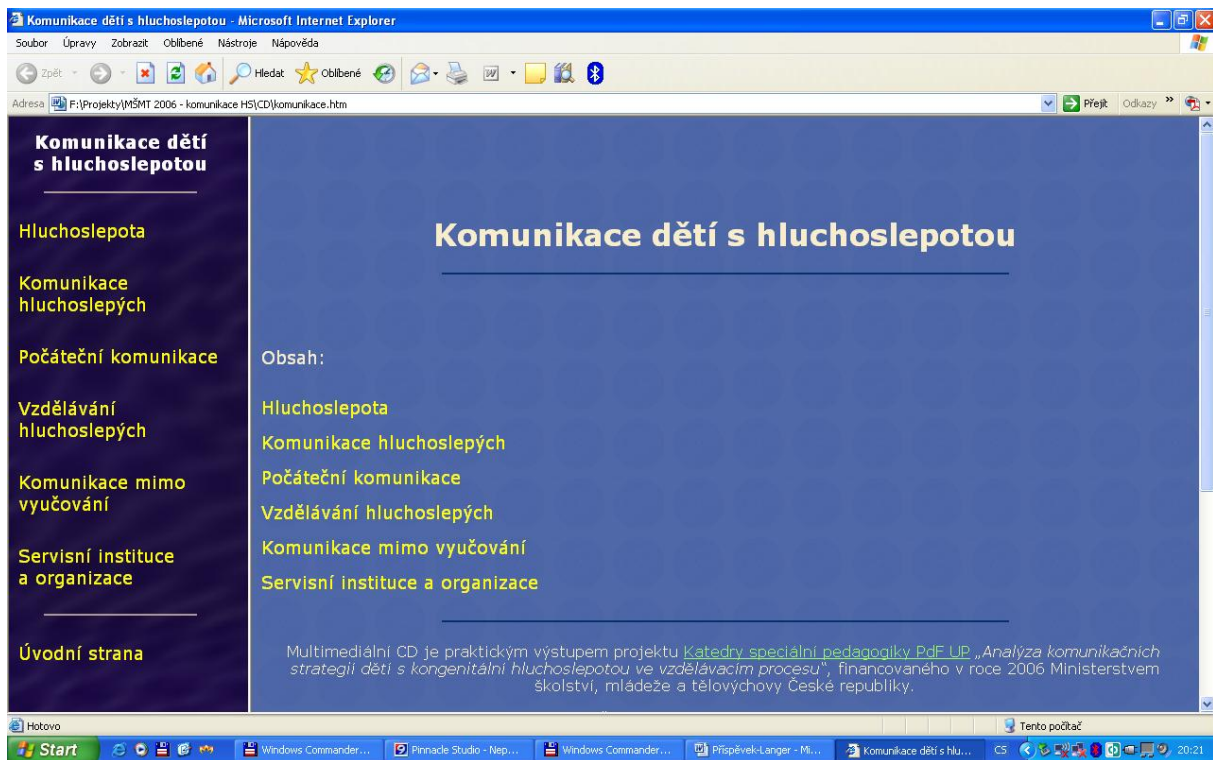 Komunikace dětí s hluchoslepotou - Microsoft Internet Explorer
Soubor Úpravy Zobrazit Oblíbené Nástroje Nápověda
Zpět Hledat Oblíbené
Adresa F:\Projekty\MŠMT 2006 - komunikace HS\CD\komunikace.htm Přejít Odkazy »
Komunikace dětí
s hluchoslepotou
Hluchoslepota
Komunikace
hluchoslepých
Počáteční komunikace
Vzdělávání
hluchoslepých
Komunikace mimo
vyučování
Servisní instituce
a organizace
Úvodní strana
Komunikace dětí s hluchoslepotou
Obsah:
Hluchoslepota
Komunikace hluchoslepých
Počáteční komunikace
Vzdělávání hluchoslepých
Komunikace mimo vyučování
Servisní instituce a organizace
Multimediální CD je praktickým výstupem projektu Katedry speciální pedagogiky PdF UP „Analýza komunikačních
strategií dětí s kongenitální hluchoslepotou ve vzdělávacím procesu“, financovaného v roce 2006 Ministerstvem
školství, mládeže a tělovýchovy České republiky.
Hotovo Tento počítač
Start Windows Commander... Pinnacle Studio - Nep... Windows Commander... Příspěvek-Langer - Mi... Komunikace dětí s hlu... CS 20:21